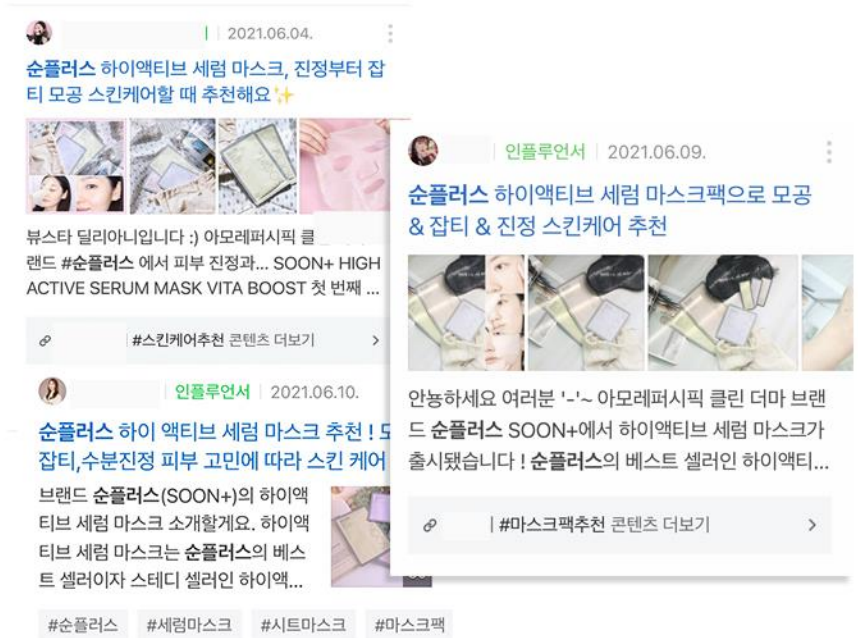 2021.06.04.
순플러스 하이액티브 세럼 마스크, 진정부터 잡
티 모공 스킨케어할 때 추천해요✨
뷰스타 딜리아니입니다 :) 아모레퍼시픽 클
랜드 #순플러스 에서 피부 진정과... SOON+ HIGH
ACTIVE SERUM MASK VITA BOOST 첫 번째 ...
#스킨케어추천 콘텐츠 더보기
인플루언서 2021.06.10.
순플러스 하이 액티브 세럼 마스크 추천 !
잡티,수분진정 피부 고민에 따라 스킨 케어
브랜드 순플러스(SOON+)의 하이액
티브 세럼 마스크 소개할게요. 하이액
티브 세럼 마스크는 순플러스의 베스
트 셀러이자 스테디 셀러인 하이액...
#순플러스 #세럼마스크 #시트마스크 #마스크팩
인플루언서 2021.06.09.
순플러스 하이액티브 세럼 마스크팩으로 모공
& 잡티 & 진정 스킨케어 추천
안뇽하세요 여러분 '-'~ 아모레퍼시픽 클린 더마 브랜
드 순플러스 SOON+에서 하이액티브 세럼 마스크가
출시됐습니다 ! 순플러스의 베스트 셀러인 하이액티...
#마스크팩추천 콘텐츠 더보기